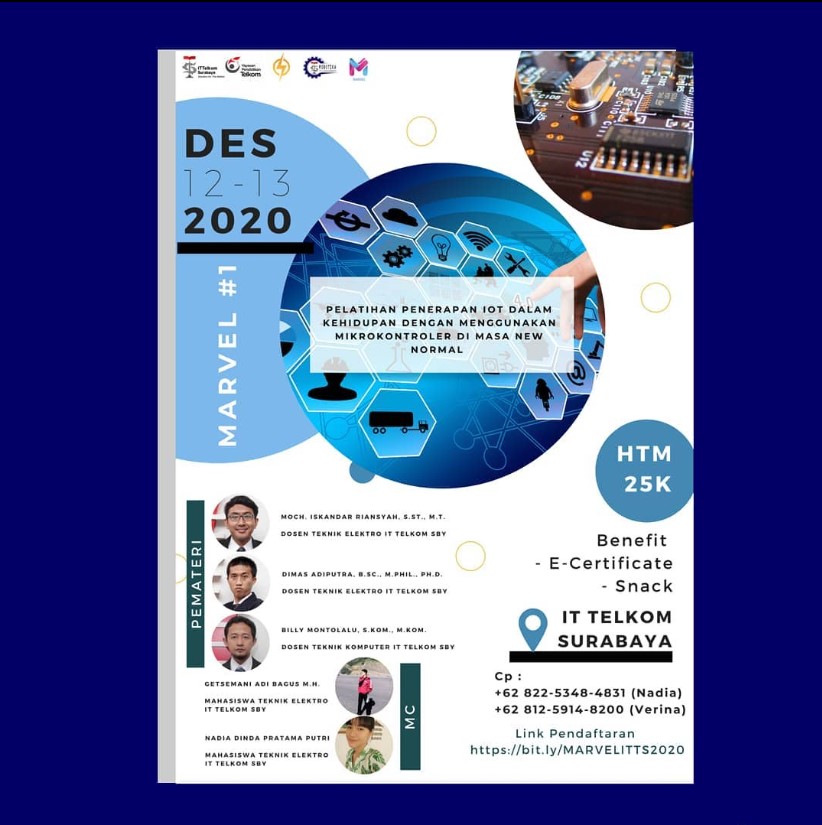 ITTelkom
Surabaya
Yayasan
Pendidikan
Telkom
DES
12-13
2020
MARVEL #1
PELATIHAN PENERAPAN IOT DALAM
KEHIDUPAN DENGAN MENGGUNAKAN
MIKROKONTROLER DI MASA NEW
NORMAL
HTM
25K
Benefit
- E-Certificate
- Snack
IT TELKOM
SURABAYA
Cp :
+62 822-5348-4831 (Nadia)
+62 812-5914-8200 (Verina)
Link Pendaftaran
https://bit.ly/MARVELITTS2020
PEMATERI
MOCH. ISKANDAR RIANSYAH, S.ST., M.T.
DOSEN TEKNIK ELEKTRO IT TELKOM SBY
DIMAS ADIPUTRA, B.SC., M.PHIL., PH.D.
DOSEN TEKNIK ELEKTRO IT TELKOM SBY
BILLY MONTOLALU, S.KOM., M.KOM.
DOSEN TEKNIK KOMPUTER IT TELKOM SBY
MC
GETSEMANI ADI BAGUS M.H.
MAHASISWA TEKNIK ELEKTRO
IT TELKOM SBY
NADIA DINDA PRATAMA PUTRI
MAHASISWA TEKNIK ELEKTRO
IT TELKOM SBY